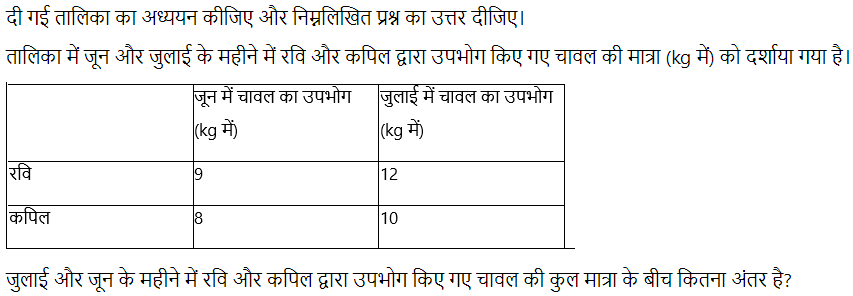 दी गई तालिका का अध्ययन कीजिए और निम्नलिखित प्रश्न का उत्तर दीजिए।
तालिका में जून और जुलाई के महीने में रवि और कपिल द्वारा उपभोग किए गए चावल की मात्रा (kg में) को दर्शाया गया है।
जून में चावल का उपभोग (kg में) जुलाई में चावल का उपभोग (kg में)
रवि 9 12
कपिल 8 10
जुलाई और जून के महीने में रवि और कपिल द्वारा उपभोग किए गए चावल की कुल मात्रा के बीच कितना अंतर है?